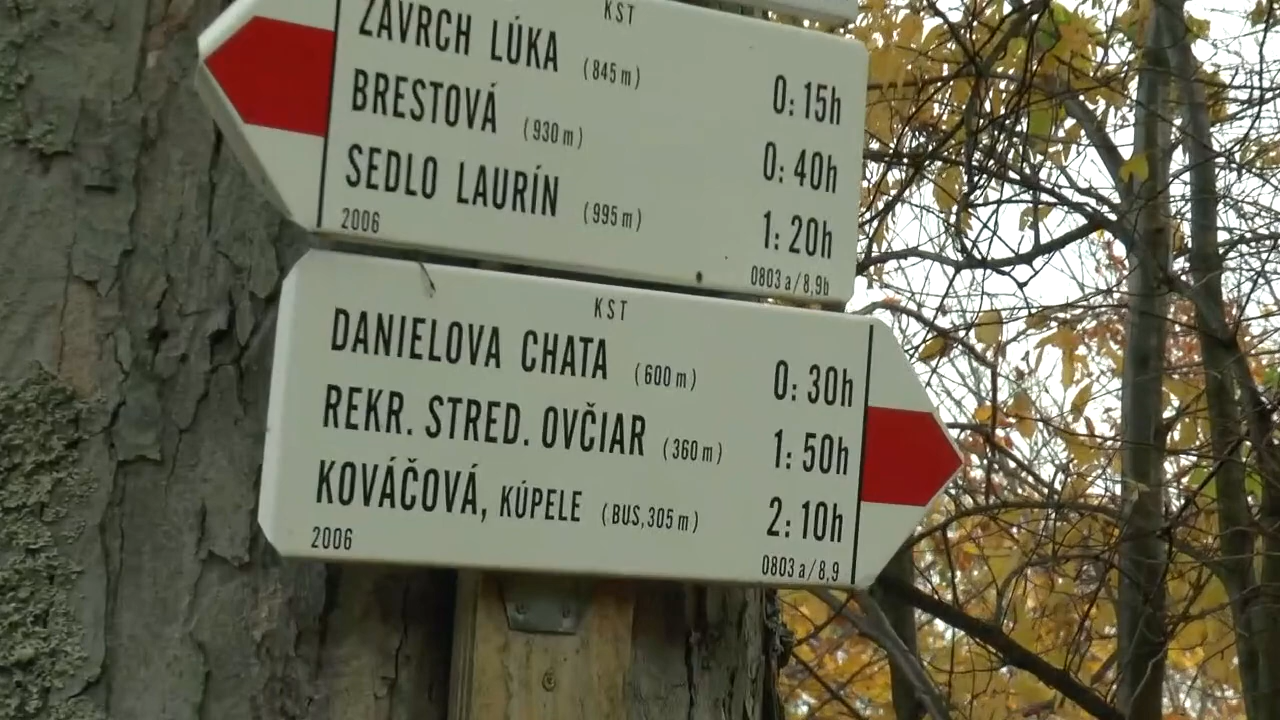 KST
ZÁVRCH LÚKA (845 m) 0:15h
BRESTOVÁ (930 m) 0:40h
SEDLO LAURÍN (995 m) 1:20h
2006 0803 a/8,9b
KST
DANIELOVA CHATA (600 m) 0:30h
REKR. STRED. OVČIAR (360 m) 1:50h
KOVÁČOVÁ, KÚPELE (BUS, 305 m) 2:10h
2006 0803 a/8,9